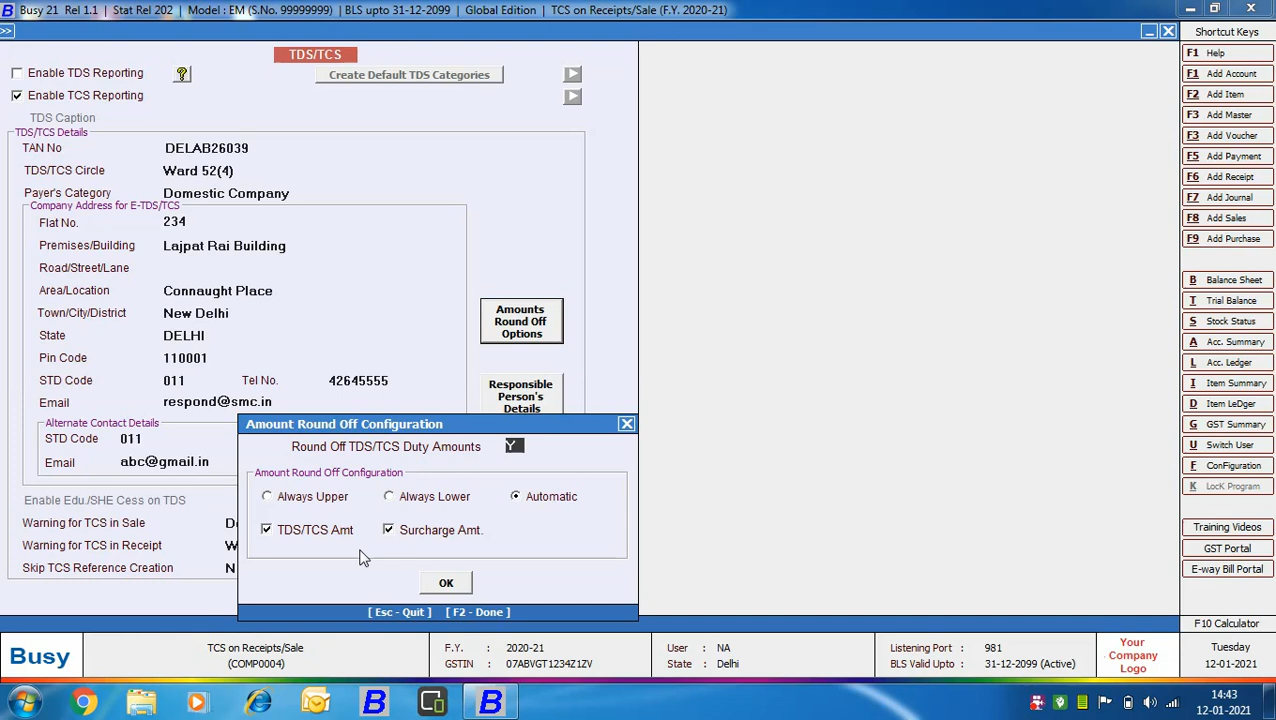 Busy 21 Rel 1.1 | Stat Rel 202 | Model : EM (S.No. 99999999) | BLS upto 31-12-2099 | Global Edition | TCS on Receipts/Sale (F.Y. 2020-21)
>>
Shortcut Keys
TDS/TCS
Enable TDS Reporting ? Create Default TDS Categories
Enable TCS Reporting
TDS Caption
TDS/TCS Details
TAN No DELAB26039
TDS/TCS Circle Ward 52(4)
Payer's Category Domestic Company
Company Address for E-TDS/TCS
Flat No. 234
Premises/Building Lajpat Rai Building
Road/Street/Lane
Area/Location Connaught Place
Town/City/District New Delhi
State DELHI
Pin Code 110001
STD Code 011 Tel No. 42645555
Email respond@smc.in
Alternate Contact Details
STD Code 011
Email abc@gmail.in
Enable Edu./SHE Cess on TDS
Warning for TCS in Sale D
Warning for TCS in Receipt W
Skip TCS Reference Creation N
Amounts
Round Off
Options
Responsible
Person's
Details
Amount Round Off Configuration
Round Off TDS/TCS Duty Amounts Y
Amount Round Off Configuration
Always Upper Always Lower Automatic
TDS/TCS Amt Surcharge Amt.
OK
[ Esc - Quit ] [ F2 - Done ]
F1 Help
F1 Add Account
F2 Add Item
F3 Add Master
F3 Add Voucher
F5 Add Payment
F6 Add Receipt
F7 Add Journal
F8 Add Sales
F9 Add Purchase
B Balance Sheet
T Trial Balance
S Stock Status
A Acc. Summary
L Acc. Ledger
I Item Summary
D Item LeDger
G GST Summary
U Switch User
F ConFiguration
K LocK Program
Training Videos
GST Portal
E-way Bill Portal
F10 Calculator
Busy
TCS on Receipts/Sale
(COMP0004)
F.Y. : 2020-21
GSTIN : 07ABVGT1234Z1ZV
User : NA
State : Delhi
Listening Port : 981
BLS Valid Upto : 31-12-2099 (Active)
Your
Company
Logo
Tuesday
12-01-2021
14:43
12-01-2021